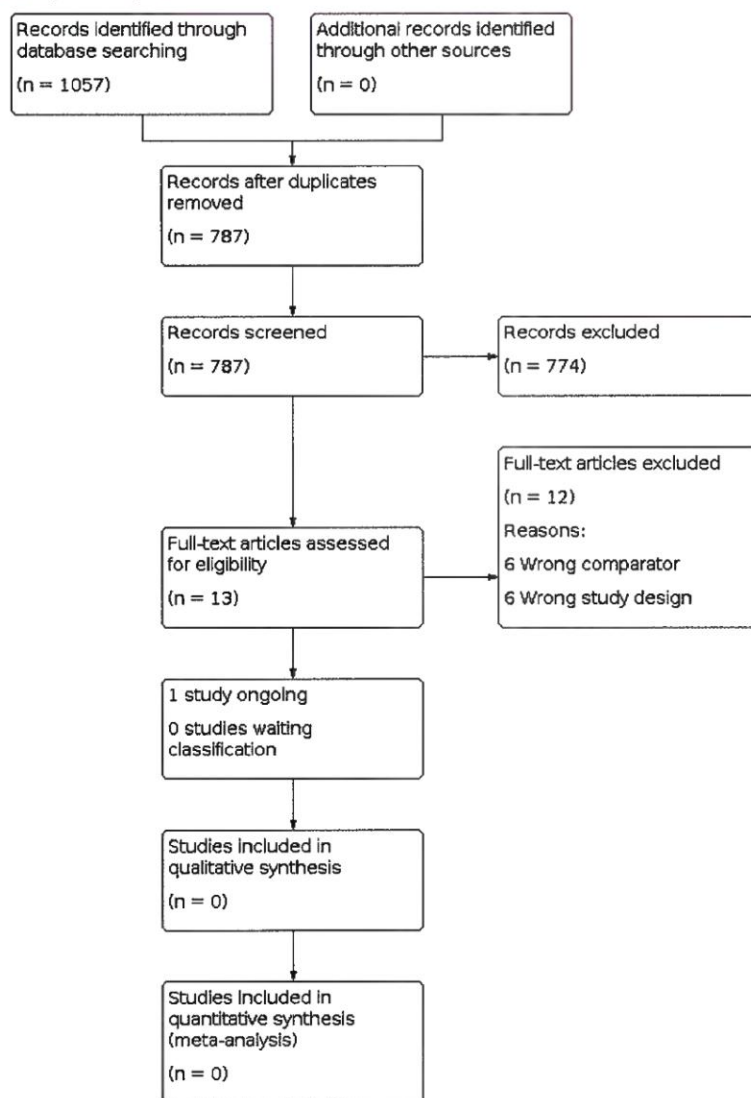 Records identified through
database searching
(n = 1057)
Additional records identified
through other sources
(n = 0)
Records after duplicates
removed
(n = 787)
Records screened
(n = 787)
Records excluded
(n = 774)
Full-text articles assessed
for eligibility
(n = 13)
Full-text articles excluded
(n = 12)
Reasons:
6 Wrong comparator
6 Wrong study design
1 study ongoing
0 studies waiting
classification
Studies included in
qualitative synthesis
(n = 0)
Studies included in
quantitative synthesis
(meta-analysis)
(n = 0)